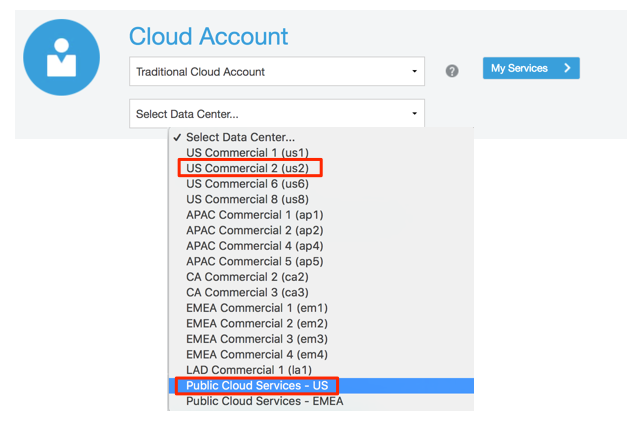 Cloud Account
Traditional Cloud Account
? My Services
Select Data Center...
✓ Select Data Center...
US Commercial 1 (us1)
US Commercial 2 (us2)
US Commercial 6 (us6)
US Commercial 8 (us8)
APAC Commercial 1 (ap1)
APAC Commercial 2 (ap2)
APAC Commercial 4 (ap4)
APAC Commercial 5 (ap5)
CA Commercial 2 (ca2)
CA Commercial 3 (ca3)
EMEA Commercial 1 (em1)
EMEA Commercial 2 (em2)
EMEA Commercial 3 (em3)
EMEA Commercial 4 (em4)
LAD Commercial 1 (la1)
Public Cloud Services - US
Public Cloud Services - EMEA